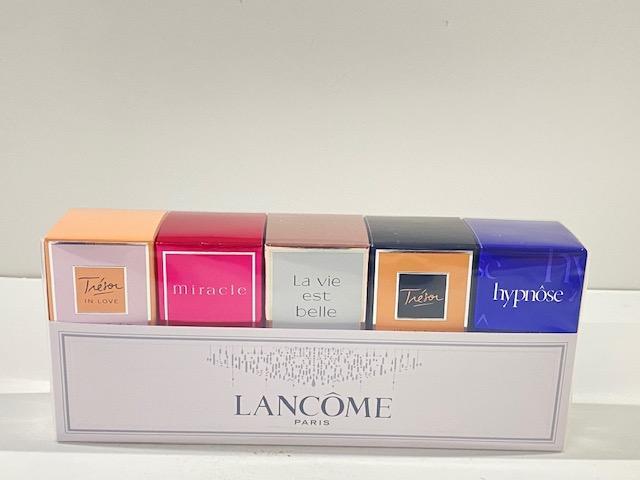 Trésor
IN LOVE
miracle
La vie
est
belle
Trésor
hypnôse
LANCÔME
PARIS